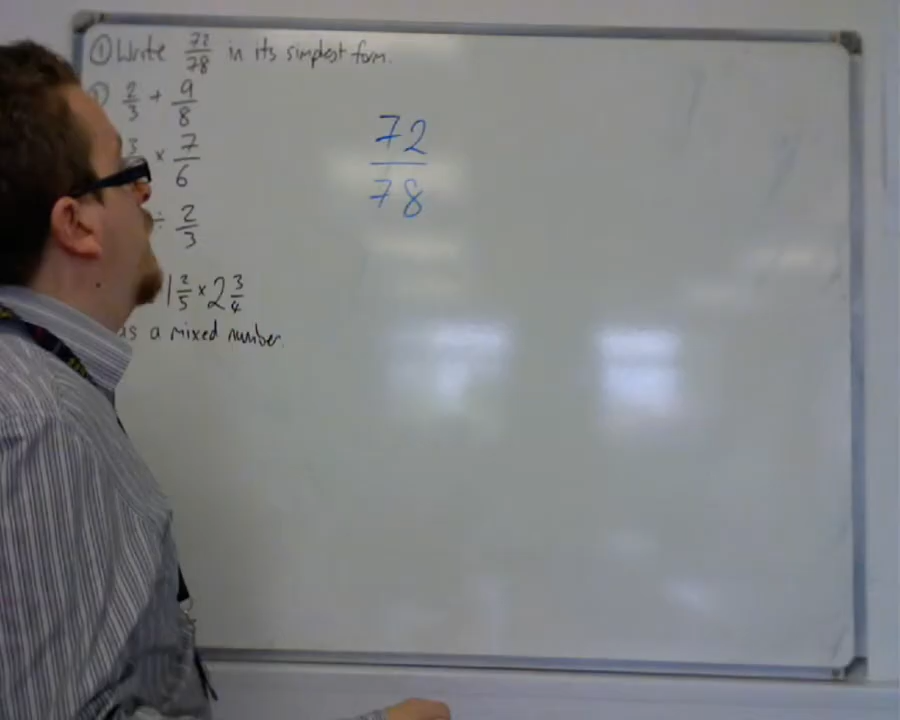 ① Write 72/78 in its simplest form.
2/3 + 9/8
3 × 7/6
÷ 2/3
1 2/5 × 2 3/4
as a mixed number.
72
78